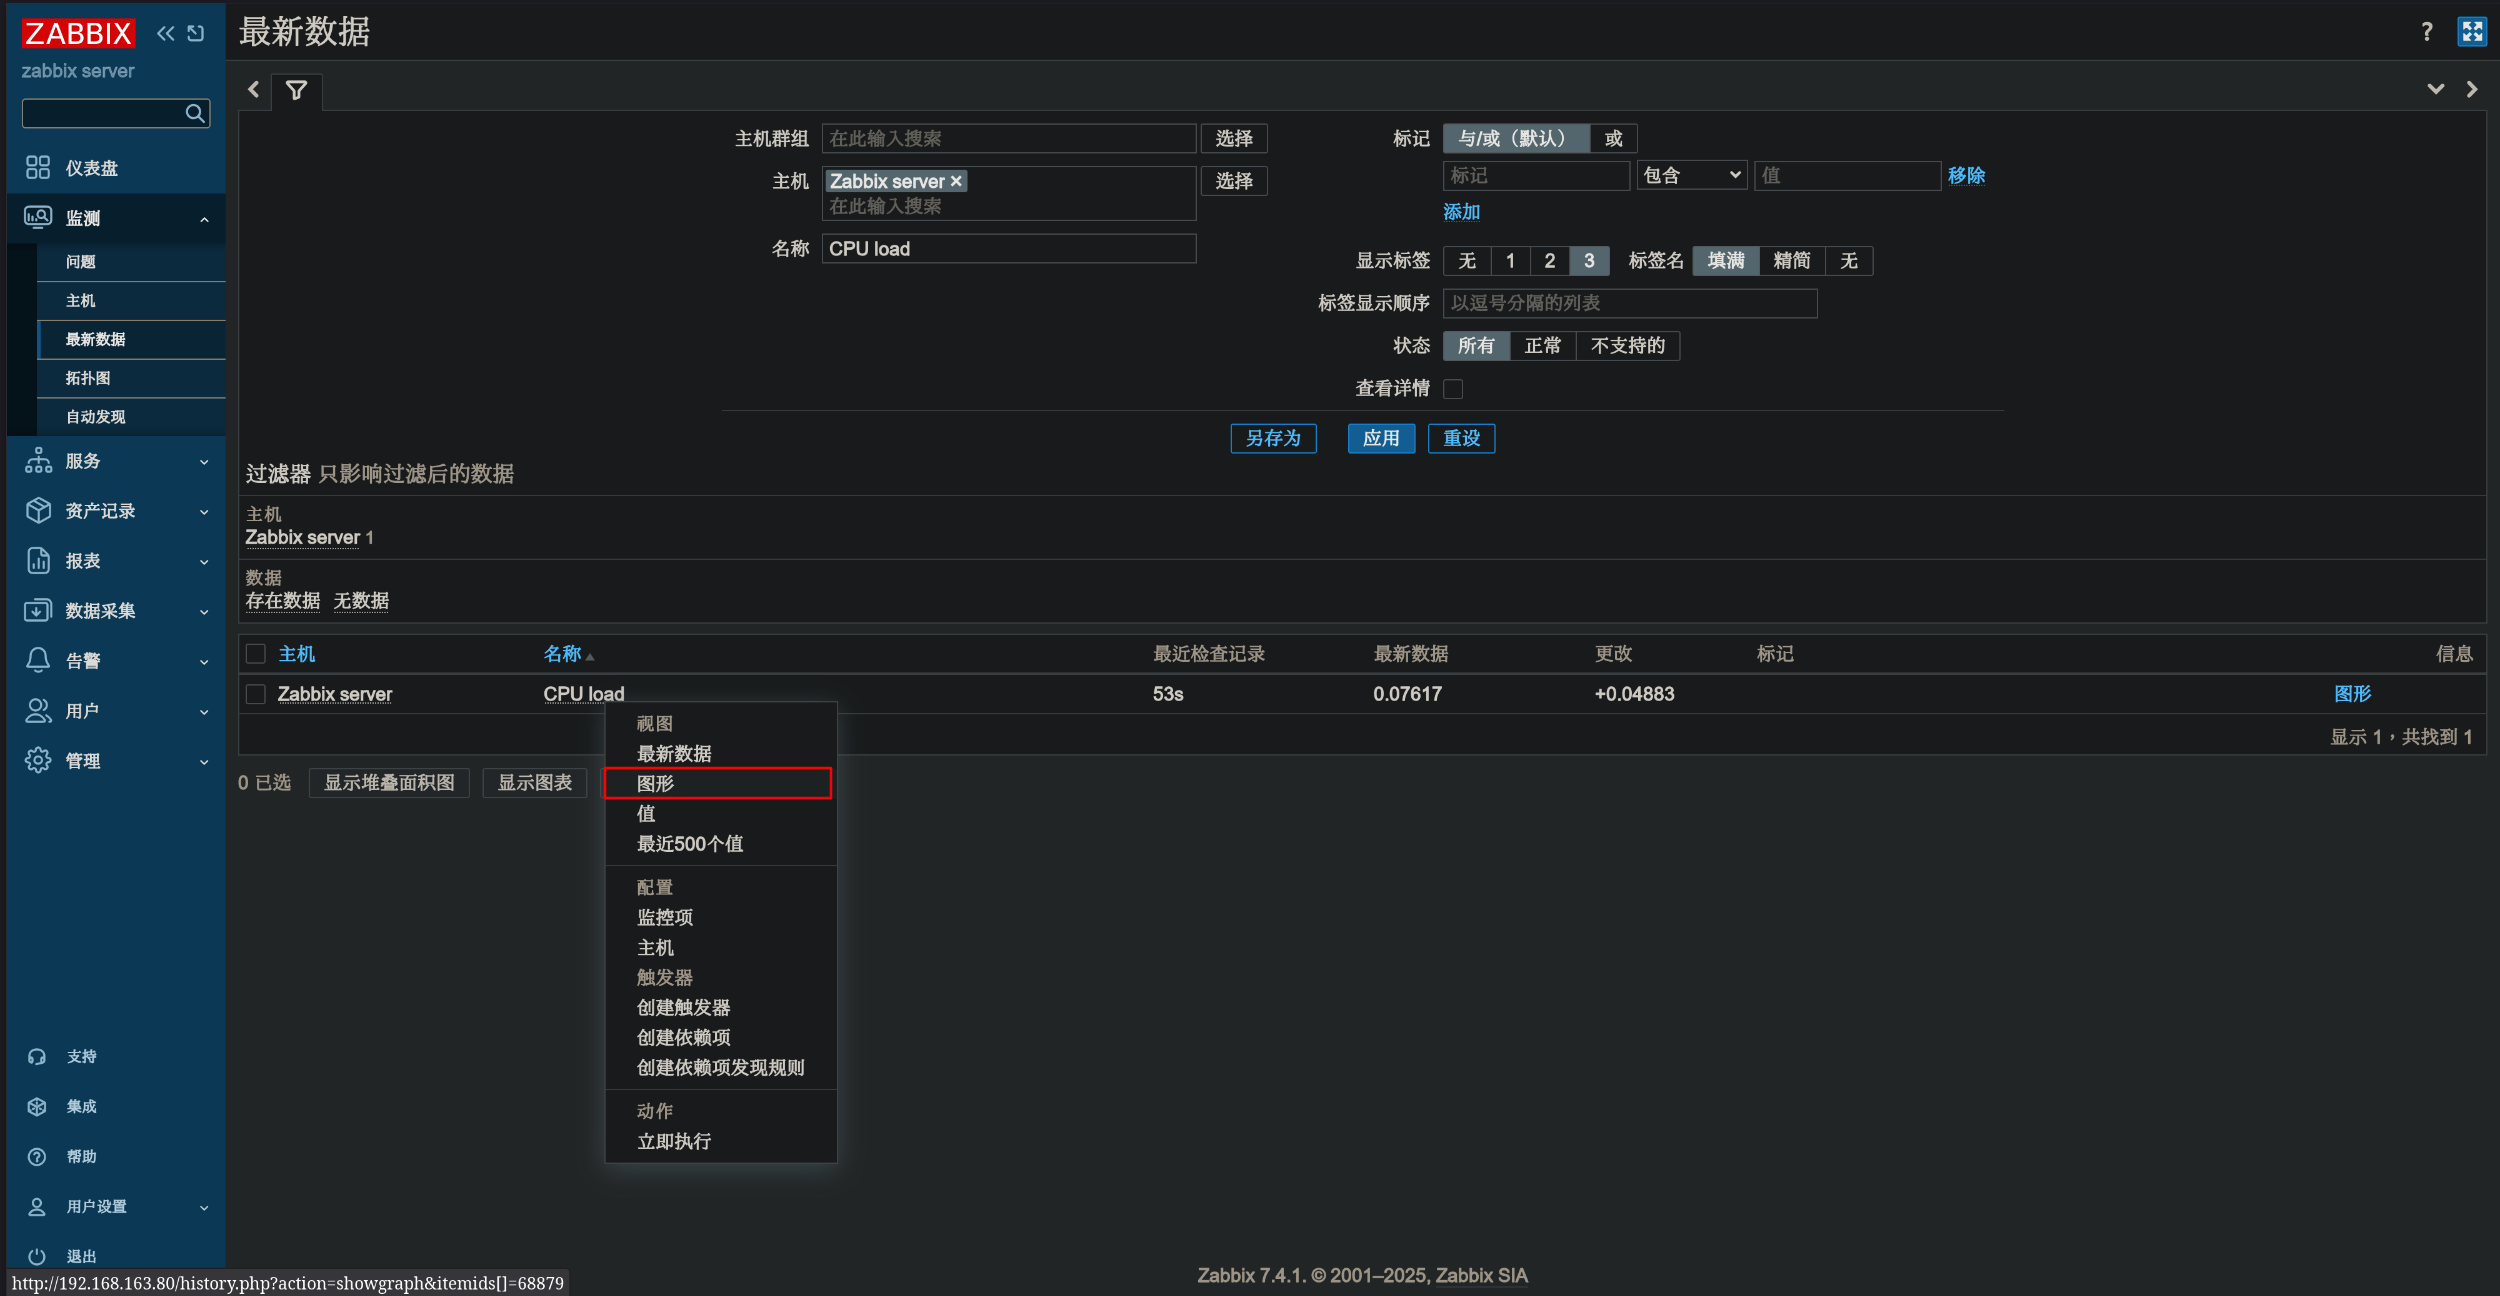 ZABBIX
zabbix server
仪表盘
监测
问题
主机
最新数据
拓扑图
自动发现
服务
资产记录
报表
数据采集
告警
用户
管理
支持
集成
帮助
用户设置
退出
最新数据
?
主机群组 在此输入搜索 选择
主机 Zabbix server 选择
在此输入搜索
名称 CPU load
标记 与/或（默认） 或
标记 包含 值 移除
添加
显示标签 无 1 2 3 标签名 填满 精简 无
标签显示顺序 以逗号分隔的列表
状态 所有 正常 不支持的
查看详情
另存为 应用 重设
过滤器 只影响过滤后的数据
主机
Zabbix server 1
数据
存在数据 无数据
主机 名称 最近检查记录 最新数据 更改 标记 信息
Zabbix server CPU load 53s 0.07617 +0.04883 图形
显示 1，共找到 1
0 已选 显示堆叠面积图 显示图表
视图
最新数据
图形
值
最近500个值
配置
监控项
主机
触发器
创建触发器
创建依赖项
创建依赖项发现规则
动作
立即执行
Zabbix 7.4.1. © 2001–2025, Zabbix SIA
http://192.168.163.80/history.php?action=showgraph&itemids[]=68879